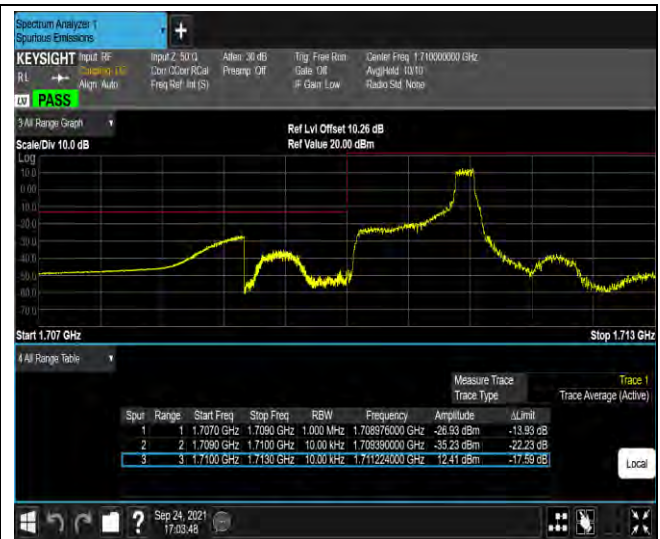 Spectrum Analyzer 1
Spurious Emissions
+
KEYSIGHT Input: RF
RL
Coupling: DC
Align: Auto
Input Z: 50 Ω
Corr CCorr RCal
Freq Ref: Int (S)
Atten: 30 dB
Preamp: Off
Trig: Free Run
Gate: Off
IF Gain: Low
Center Freq: 1.710000000 GHz
Avg|Hold: 10/10
Radio Std: None
LV PASS
3 All Range Graph
Scale/Div 10.0 dB
Ref Lvl Offset 10.26 dB
Ref Value 20.00 dBm
Log
10.0
0.00
-10.0
-20.0
-30.0
-40.0
-50.0
-60.0
-70.0
Start 1.707 GHz
Stop 1.713 GHz
4 All Range Table
Measure Trace Trace 1
Trace Type Trace Average (Active)
Spur Range Start Freq Stop Freq RBW Frequency Amplitude ΔLimit
1 1 1.7070 GHz 1.7090 GHz 1.000 MHz 1.708976000 GHz -26.93 dBm -13.93 dB
2 2 1.7090 GHz 1.7100 GHz 10.00 kHz 1.709390000 GHz -35.23 dBm -22.23 dB
3 3 1.7100 GHz 1.7130 GHz 10.00 kHz 1.711224000 GHz 12.41 dBm -17.59 dB
Local
?
Sep 24, 2021
17:03:48